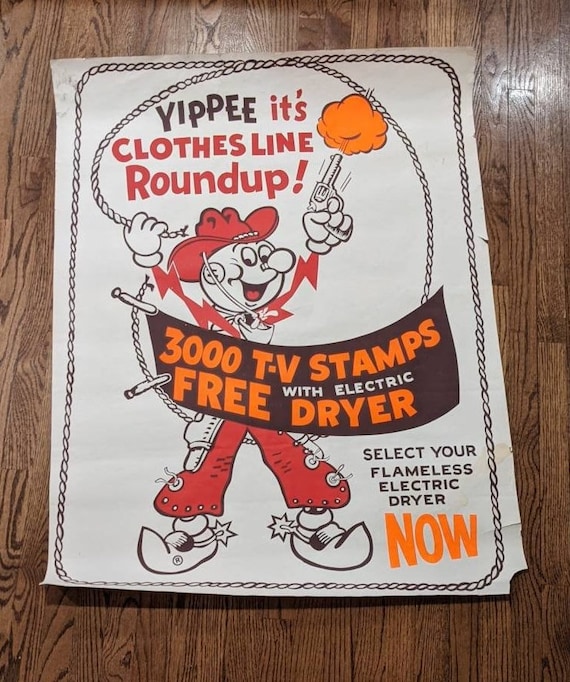 YIPPEE it's
CLOTHES LINE
Roundup!
3000 T-V STAMPS
FREE WITH ELECTRIC
DRYER
SELECT YOUR
FLAMELESS
ELECTRIC
DRYER
NOW
®